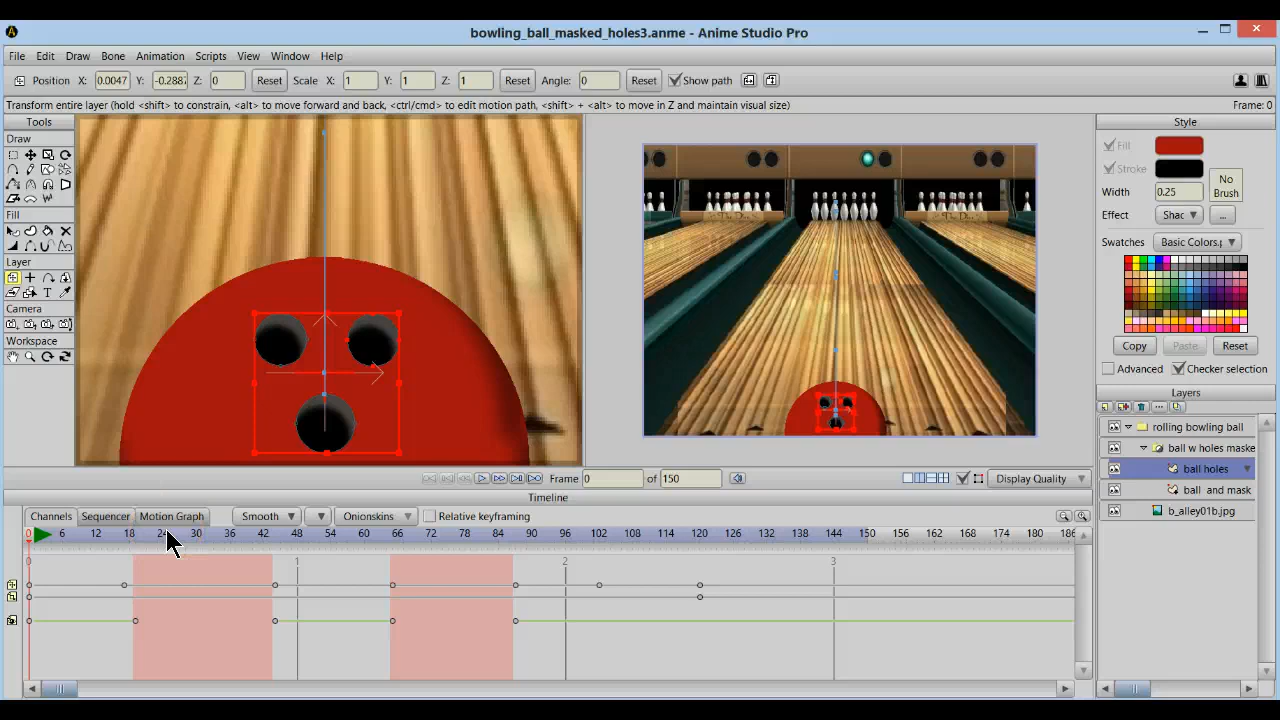 bowling_ball_masked_holes3.anme - Anime Studio Pro
File Edit Draw Bone Animation Scripts View Window Help
Position X: 0.0047 Y: -0.288 Z: 0 Reset Scale X: 1 Y: 1 Z: 1 Reset Angle: 0 Reset Show path
Transform entire layer (hold <shift> to constrain, <alt> to move forward and back, <ctrl/cmd> to edit motion path, <shift> + <alt> to move in Z and maintain visual size) Frame: 0
Tools
Draw
Fill
Layer
Camera
Workspace
Style
Fill
Stroke
Width 0.25
No Brush
Effect Shac ...
Swatches Basic Colors.
Copy Paste Reset
Advanced Checker selection
Layers
rolling bowling ball
ball w holes maske
ball holes
ball and mask
b_alley01b.jpg
Frame 0 of 150 Display Quality
Timeline
Channels Sequencer Motion Graph Smooth Onionskins Relative keyframing
0 6 12 18 24 30 36 42 48 54 60 66 72 78 84 90 96 102 108 114 120 126 132 138 144 150 156 162 168 174 180 186
0 1 2 3